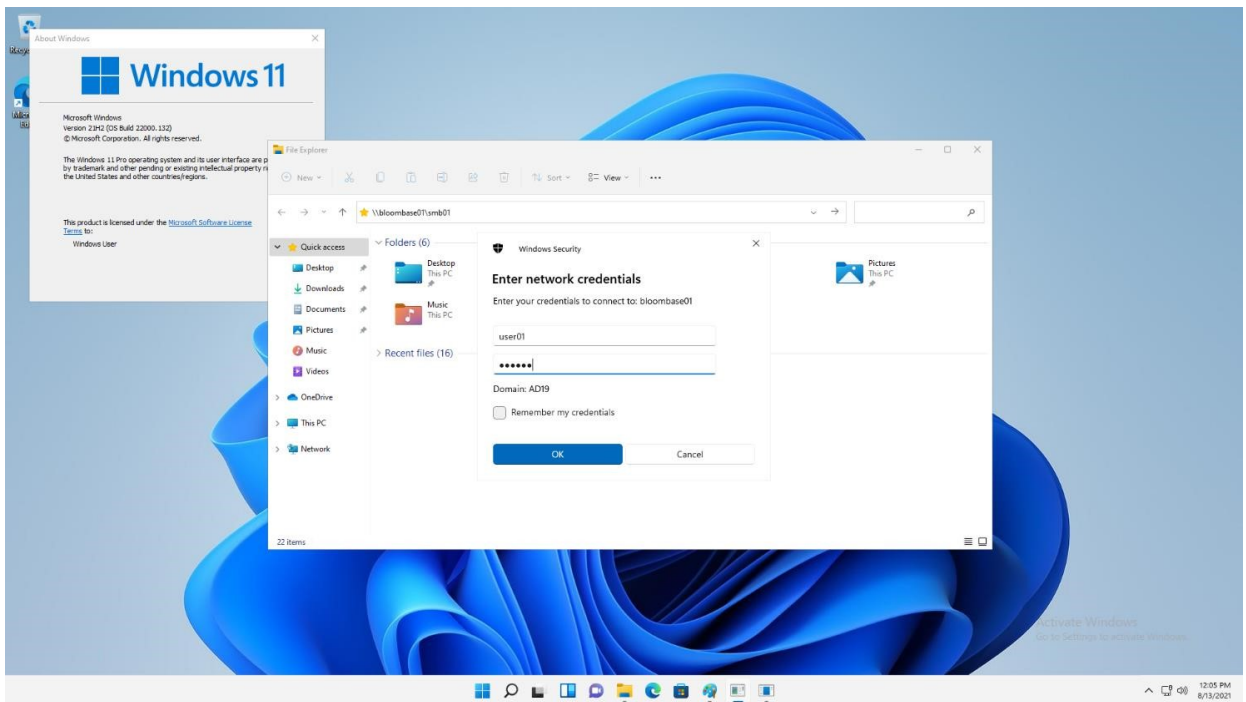 About Windows
Windows 11
Microsoft Windows
Version 21H2 (OS Build 22000.132)
© Microsoft Corporation. All rights reserved.
The Windows 11 Pro operating system and its user interface are
by trademark and other pending or existing intellectual property
the United States and other countries/regions.
This product is licensed under the Microsoft Software License
Terms to:
Windows User
File Explorer
New
Sort
View
\\bloombase01\smb01
Quick access
Desktop
Downloads
Documents
Pictures
Music
Videos
OneDrive
This PC
Network
Folders (6)
Desktop
This PC
Music
This PC
Pictures
This PC
Recent files (16)
22 items
Windows Security
Enter network credentials
Enter your credentials to connect to: bloombase01
user01
••••••
Domain: AD19
Remember my credentials
OK
Cancel
Activate Windows
Go to Settings to activate Windows.
12:05 PM
8/13/2021